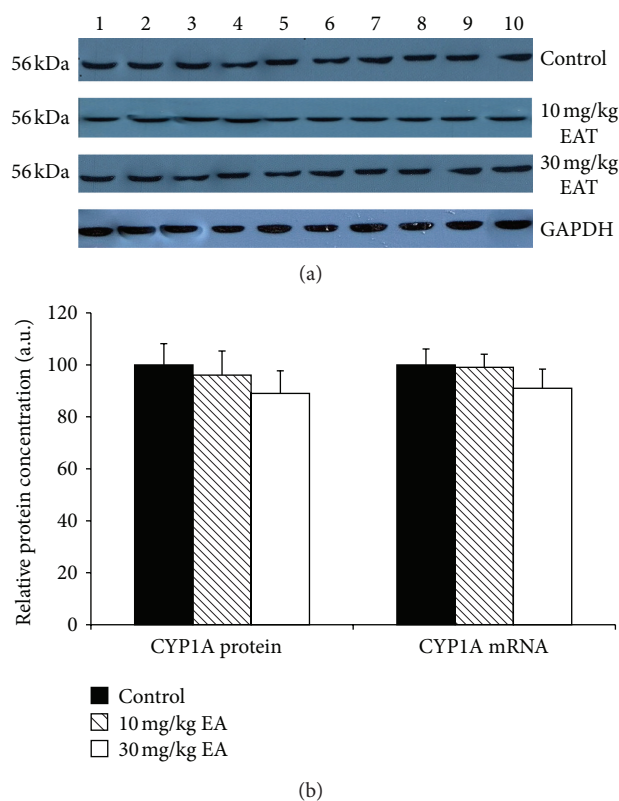 1 2 3 4 5 6 7 8 9 10
56 kDa Control
56 kDa 10 mg/kg
EAT
56 kDa 30 mg/kg
EAT
GAPDH
(a)
Relative protein concentration (a.u.)
120
100
80
60
40
20
0
CYP1A protein CYP1A mRNA
Control
10 mg/kg EA
30 mg/kg EA
(b)